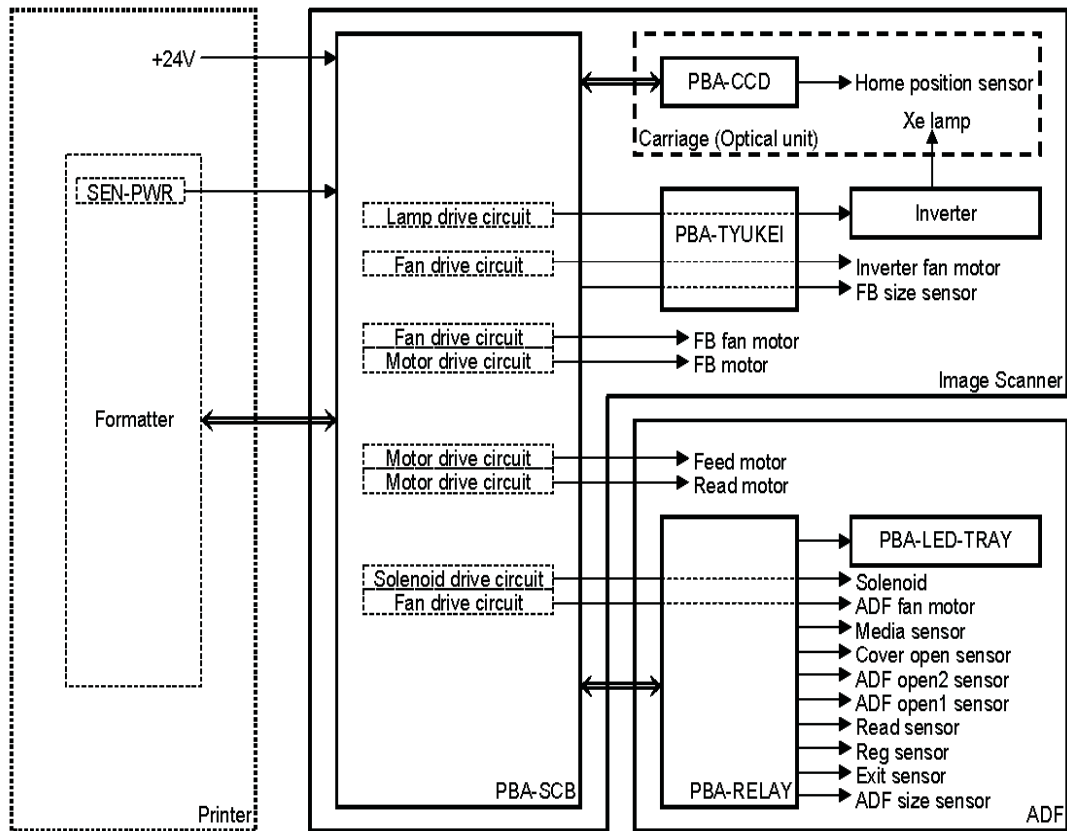 +24V
SEN-PWR
Formatter
Printer
Lamp drive circuit
Fan drive circuit
Fan drive circuit
Motor drive circuit
Motor drive circuit
Motor drive circuit
Solenoid drive circuit
Fan drive circuit
PBA-SCB
PBA-CCD
Home position sensor
Xe lamp
Carriage (Optical unit)
PBA-TYUKEI
Inverter
Inverter fan motor
FB size sensor
FB fan motor
FB motor
Image Scanner
Feed motor
Read motor
PBA-LED-TRAY
Solenoid
ADF fan motor
Media sensor
Cover open sensor
ADF open2 sensor
ADF open1 sensor
Read sensor
Reg sensor
Exit sensor
ADF size sensor
PBA-RELAY
ADF